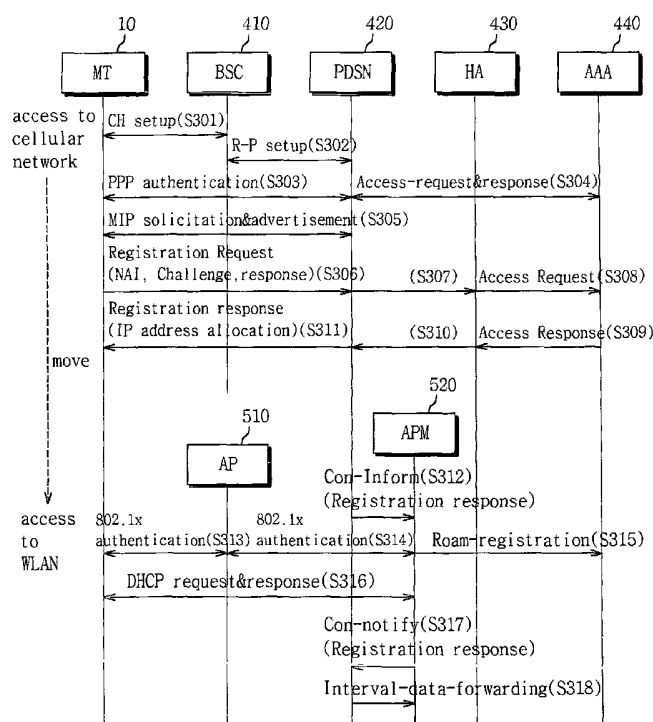 10
410
420
430
440
MT
BSC
PDSN
HA
AAA
access to
cellular
network
CH setup(S301)
R-P setup(S302)
PPP authentication(S303)
Access-request&response(S304)
MIP solicitation&advertisement(S305)
Registration Request
(NAI, Challenge,response)(S306)
(S307)
Access Request(S308)
Registration response
(IP address allocation)(S311)
(S310)
Access Response(S309)
move
510
520
AP
APM
Con-Inform(S312)
(Registration response)
access
to
WLAN
802.1x
authentication(S313)
802.1x
authentication(S314)
Roam-registration(S315)
DHCP request&response(S316)
Con-notify(S317)
(Registration response)
Interval-data-forwarding(S318)